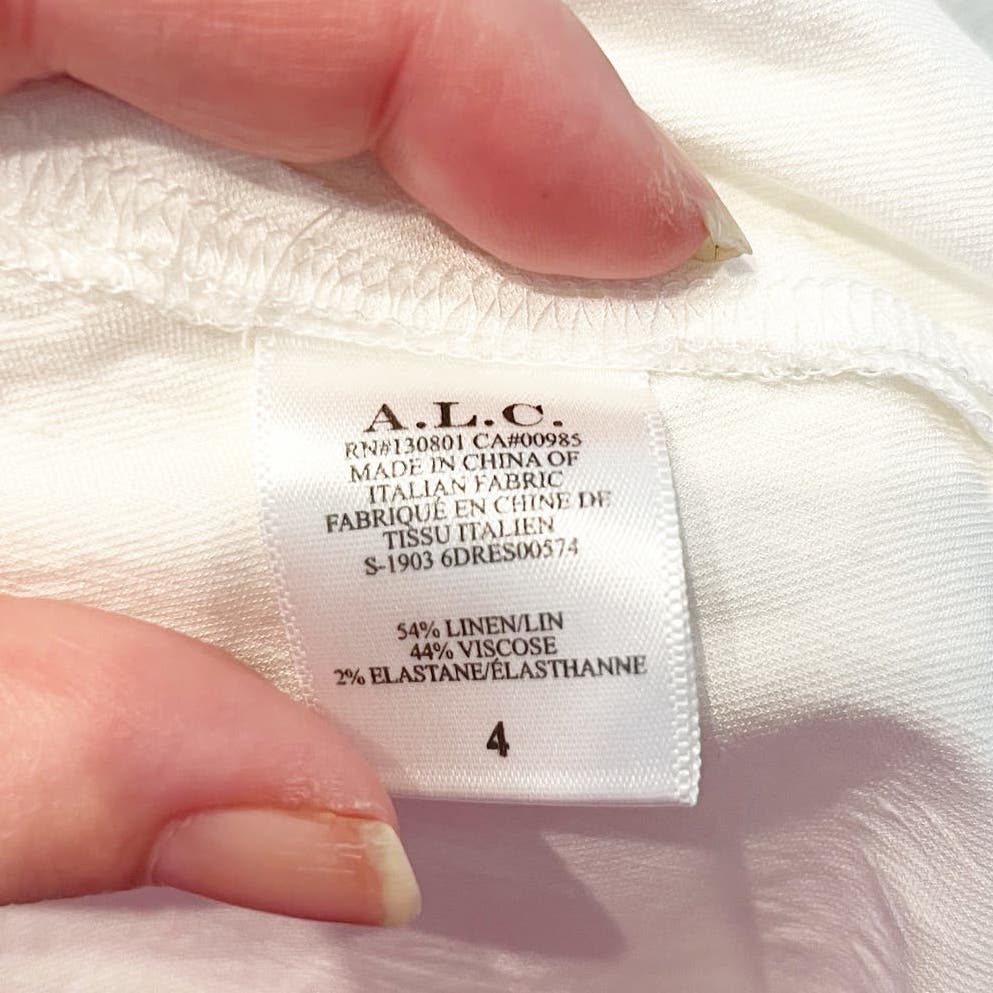 A.L.C.
RN#130801 CA#00985
MADE IN CHINA OF
ITALIAN FABRIC
FABRIQUÉ EN CHINE DE
TISSU ITALIEN
S-1903 6DRES00574
54% LINEN/LIN
44% VISCOSE
2% ELASTANE/ÉLASTHANNE
4